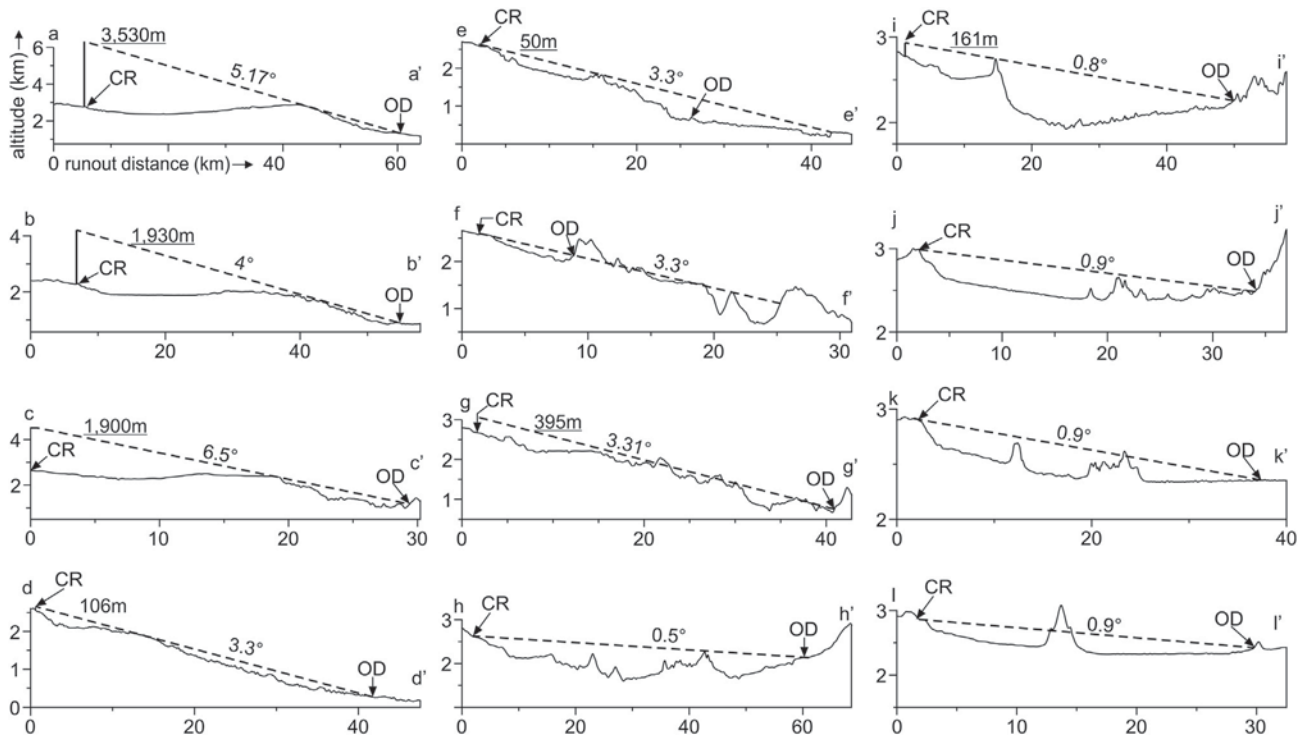 a
3,530m
5.17°
a'
CR
OD
altitude (km)
6
4
2
0 runout distance (km) 40 60
b
1,930m
4°
b'
CR
OD
4
2
0 20 40
c
1,900m
6.5°
c'
CR
OD
4
2
0 10 20 30
d
CR
106m
3.3°
OD
d'
2
1
0
0 20 40
e
CR
50m
3.3°
OD
e'
2
1
0 20 40
f
CR
OD
3.3°
f'
2
1
0 10 20 30
g
CR
395m
3.31°
OD
g'
3
2
1
0 20 40
h
CR
0.5°
OD
h'
3
2
1
0 20 40 60
i
CR
161m
0.8°
OD
i'
3
2
0 20 40
j
CR
0.9°
OD
j'
3
2
0 10 20 30
k
CR
0.9°
OD
k'
3
2
0 10 20 30 40
l
CR
0.9°
OD
l'
3
2
0 10 20 30